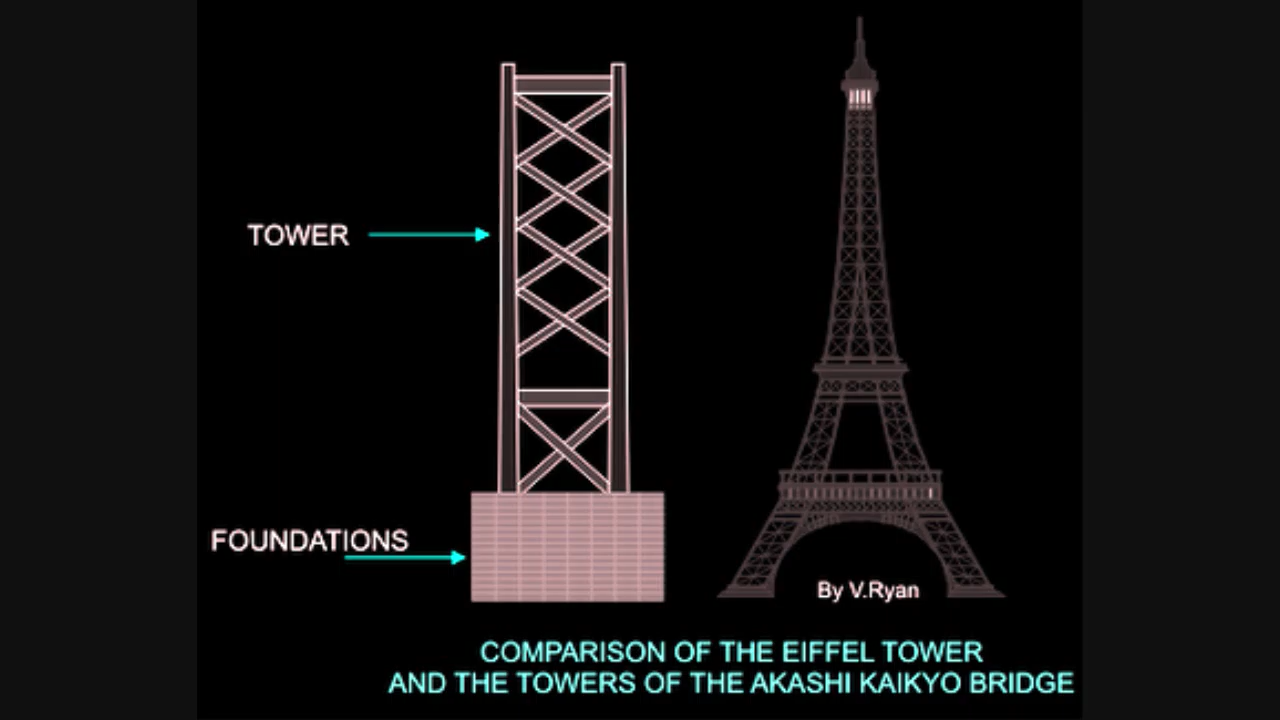 TOWER
FOUNDATIONS
By V.Ryan
COMPARISON OF THE EIFFEL TOWER
AND THE TOWERS OF THE AKASHI KAIKYO BRIDGE